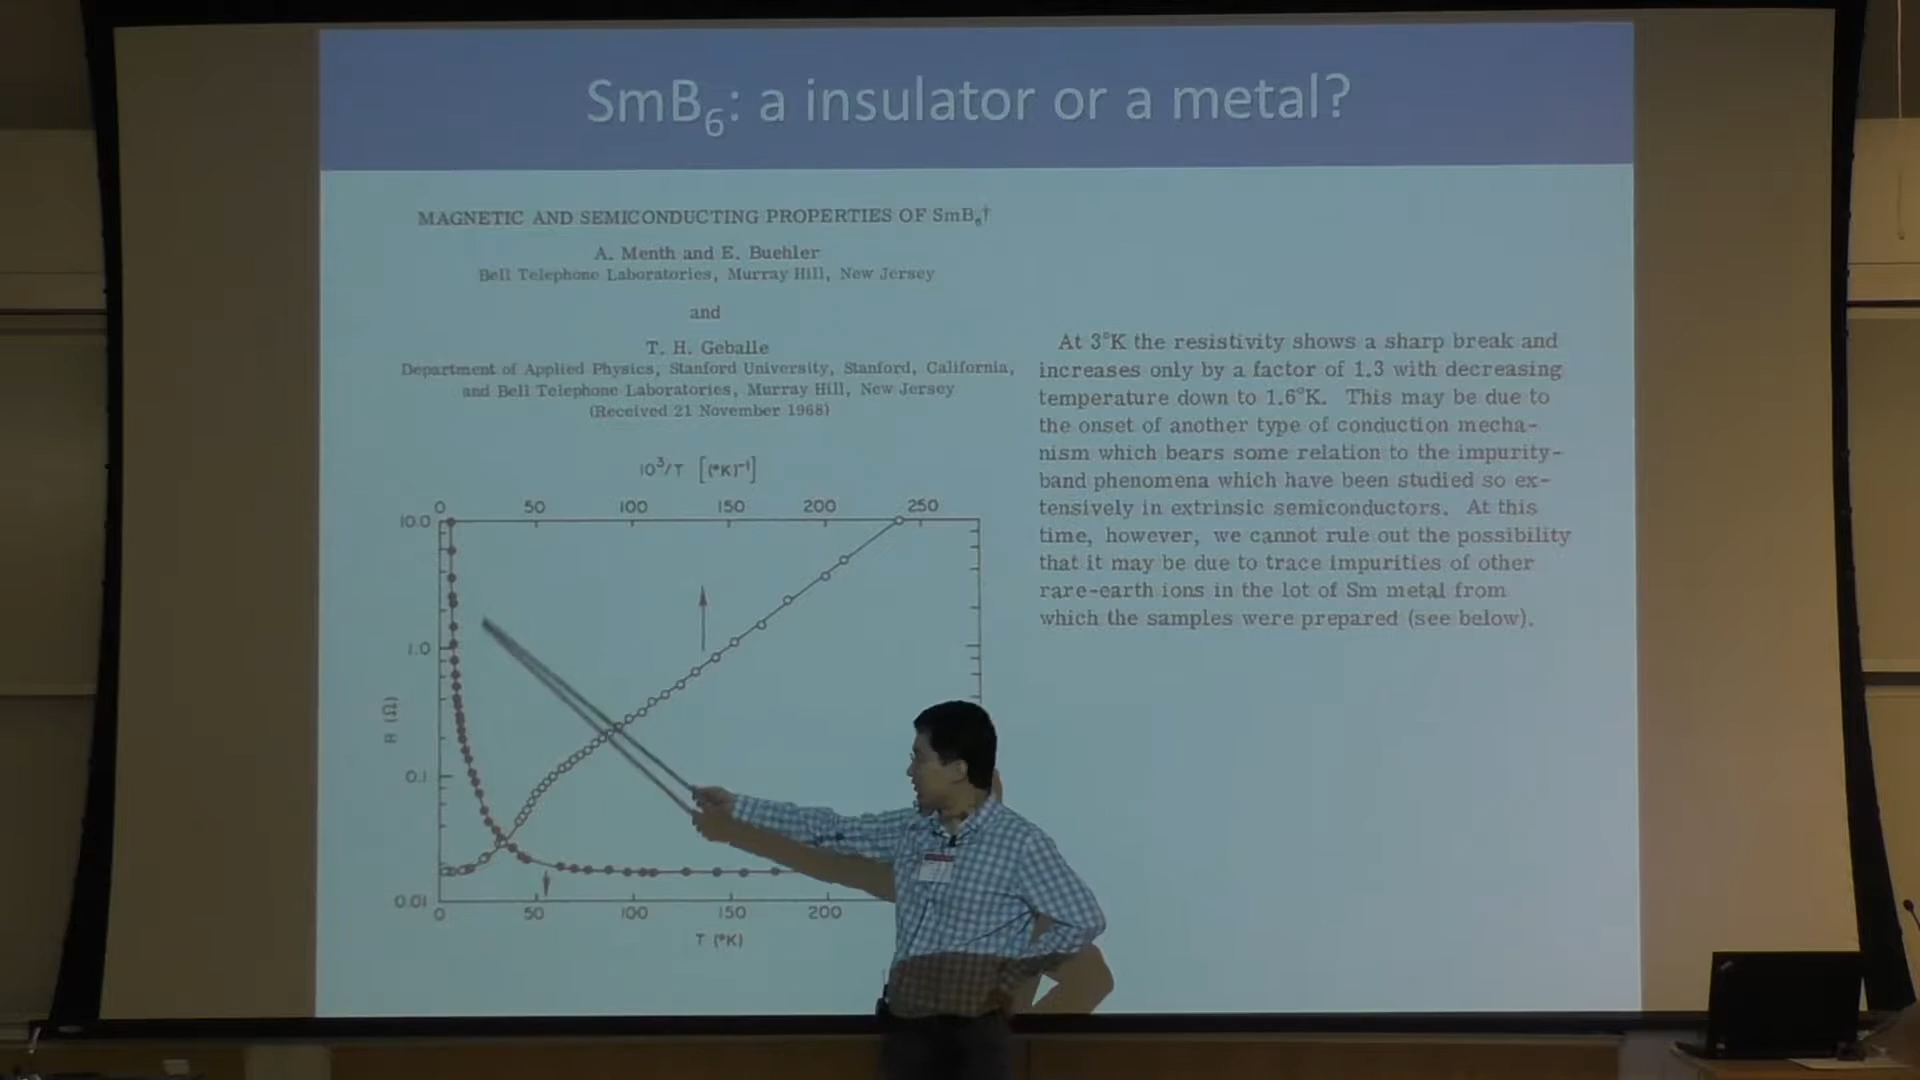 SmB₆: a insulator or a metal?
MAGNETIC AND SEMICONDUCTING PROPERTIES OF SmB₆†
A. Menth and E. Buehler
Bell Telephone Laboratories, Murray Hill, New Jersey
and
T. H. Geballe
Department of Applied Physics, Stanford University, Stanford, California,
and Bell Telephone Laboratories, Murray Hill, New Jersey
(Received 21 November 1968)
10³/T [(°K)⁻¹]
0 50 100 150 200 250
10.0
1.0
R (Ω)
0.1
0.01
0 50 100 150 200
T (°K)
At 3°K the resistivity shows a sharp break and
increases only by a factor of 1.3 with decreasing
temperature down to 1.6°K. This may be due to
the onset of another type of conduction mecha-
nism which bears some relation to the impurity-
band phenomena which have been studied so ex-
tensively in extrinsic semiconductors. At this
time, however, we cannot rule out the possibility
that it may be due to trace impurities of other
rare-earth ions in the lot of Sm metal from
which the samples were prepared (see below).